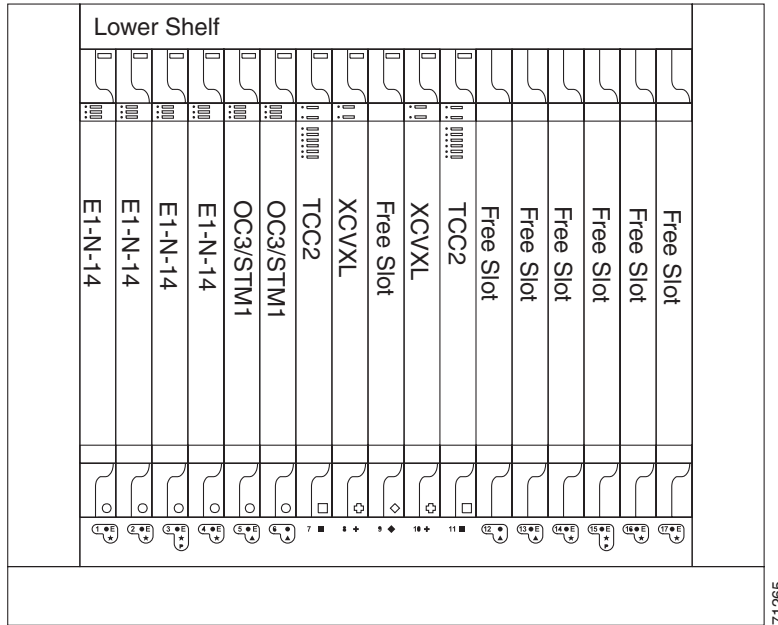 Lower Shelf
E1-N-14
E1-N-14
E1-N-14
E1-N-14
OC3/STM1
OC3/STM1
TCC2
XCVXL
Free Slot
XCVXL
TCC2
Free Slot
Free Slot
Free Slot
Free Slot
Free Slot
Free Slot
1 E
2 E
3 E P
4 E
5 E
6
7
8
9
10
11
12
13 E
14 E
15 E P
16 E
17 E
71265